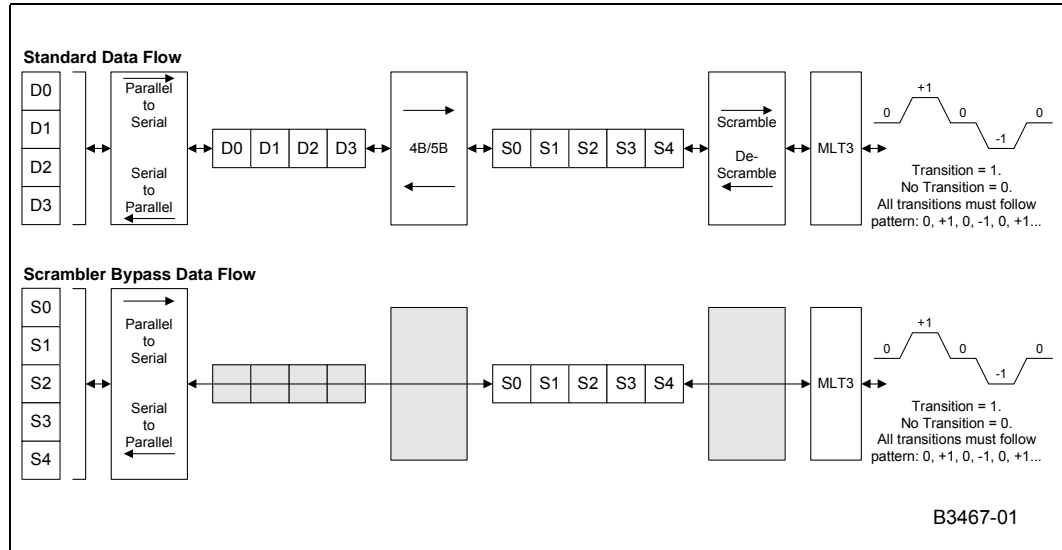 Standard Data Flow
D0
D1
D2
D3
Parallel
to
Serial
Serial
to
Parallel
D0 D1 D2 D3
4B/5B
S0 S1 S2 S3 S4
Scramble
De-
Scramble
MLT3
0 +1 0 -1 0
Transition = 1.
No Transition = 0.
All transitions must follow
pattern: 0, +1, 0, -1, 0, +1...
Scrambler Bypass Data Flow
S0
S1
S2
S3
S4
Parallel
to
Serial
Serial
to
Parallel
S0 S1 S2 S3 S4
MLT3
0 +1 0 -1 0
Transition = 1.
No Transition = 0.
All transitions must follow
pattern: 0, +1, 0, -1, 0, +1...
B3467-01